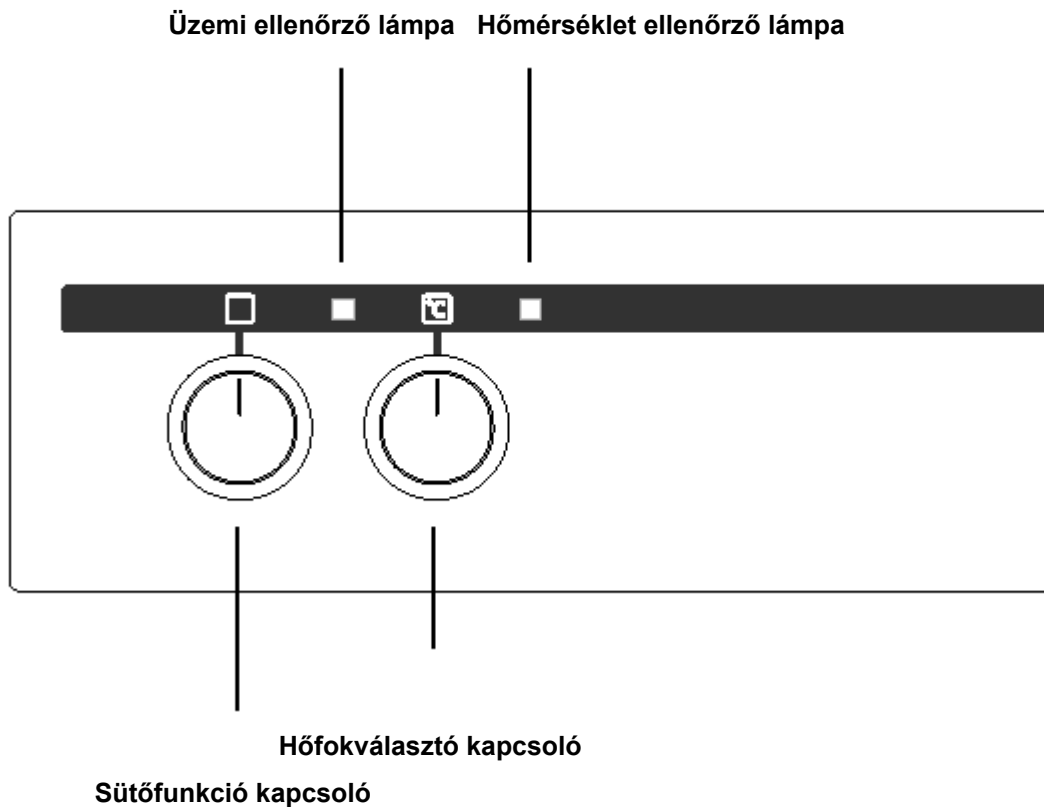 Üzemi ellenőrző lámpa Hőmérséklet ellenőrző lámpa
°C
Hőfokválasztó kapcsoló
Sütőfunkció kapcsoló